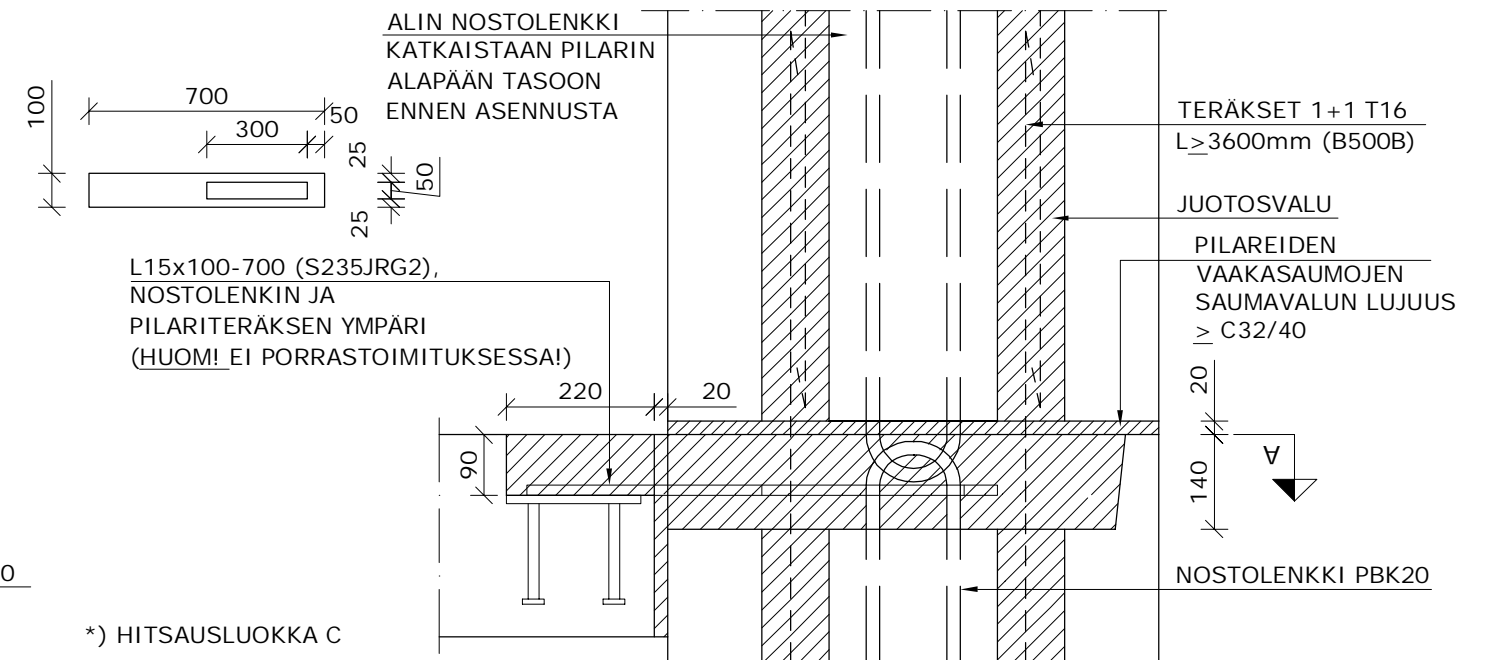 ALIN NOSTOLENKKI
KATKAISTAAN PILARIN
ALAPÄÄN TASOON
ENNEN ASENNUSTA
100
700
300
50
25
50
25
L15x100-700 (S235JRG2),
NOSTOLENKIN JA
PILARITERÄKSEN YMPÄRI
(HUOM! EI PORRASTOIMITUKSESSA!)
TERÄKSET 1+1 T16
L≥3600mm (B500B)
JUOTOSVALU
PILAREIDEN
VAAKASAUMOJEN
SAUMAVALUN LUJUUS
≥ C32/40
220
20
20
90
140
A
NOSTOLENKKI PBK20
0
*) HITSAUSLUOKKA C